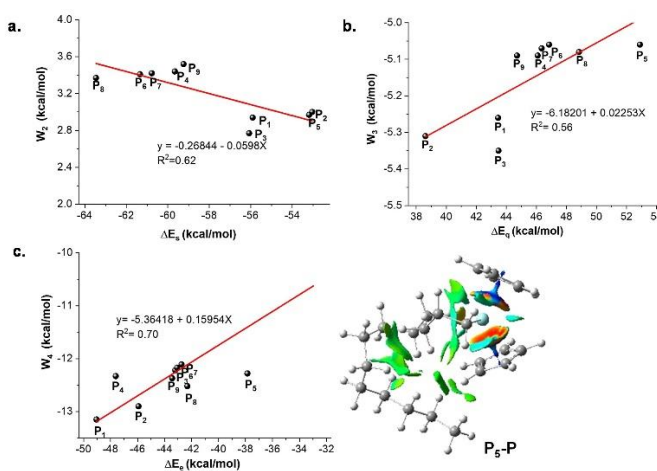 a.
W2 (kcal/mol)
4.0
3.6
3.2
2.8
2.4
2.0
P8
P6
P7
P4
P9
P1
P3
P2
P5
y = -0.26844 - 0.0598X
R2=0.62
-64
-62
-60
-58
-56
-54
-52
ΔEs (kcal/mol)
b.
W3 (kcal/mol)
-5.0
-5.1
-5.2
-5.3
-5.5
P9
P4
P7
P6
P8
P5
P1
P2
P3
y= -6.18201 + 0.02253X
R2= 0.56
38
40
42
44
46
48
50
52
ΔEq (kcal/mol)
c.
W4 (kcal/mol)
-10
-11
-12
-13
y= -5.36418 + 0.15954X
R2= 0.70
P4
P9
P3
P6
7
P8
P5
P2
P1
-50
-48
-46
-44
-42
-40
-38
-36
-34
-32
ΔEe (kcal/mol)
P5-P